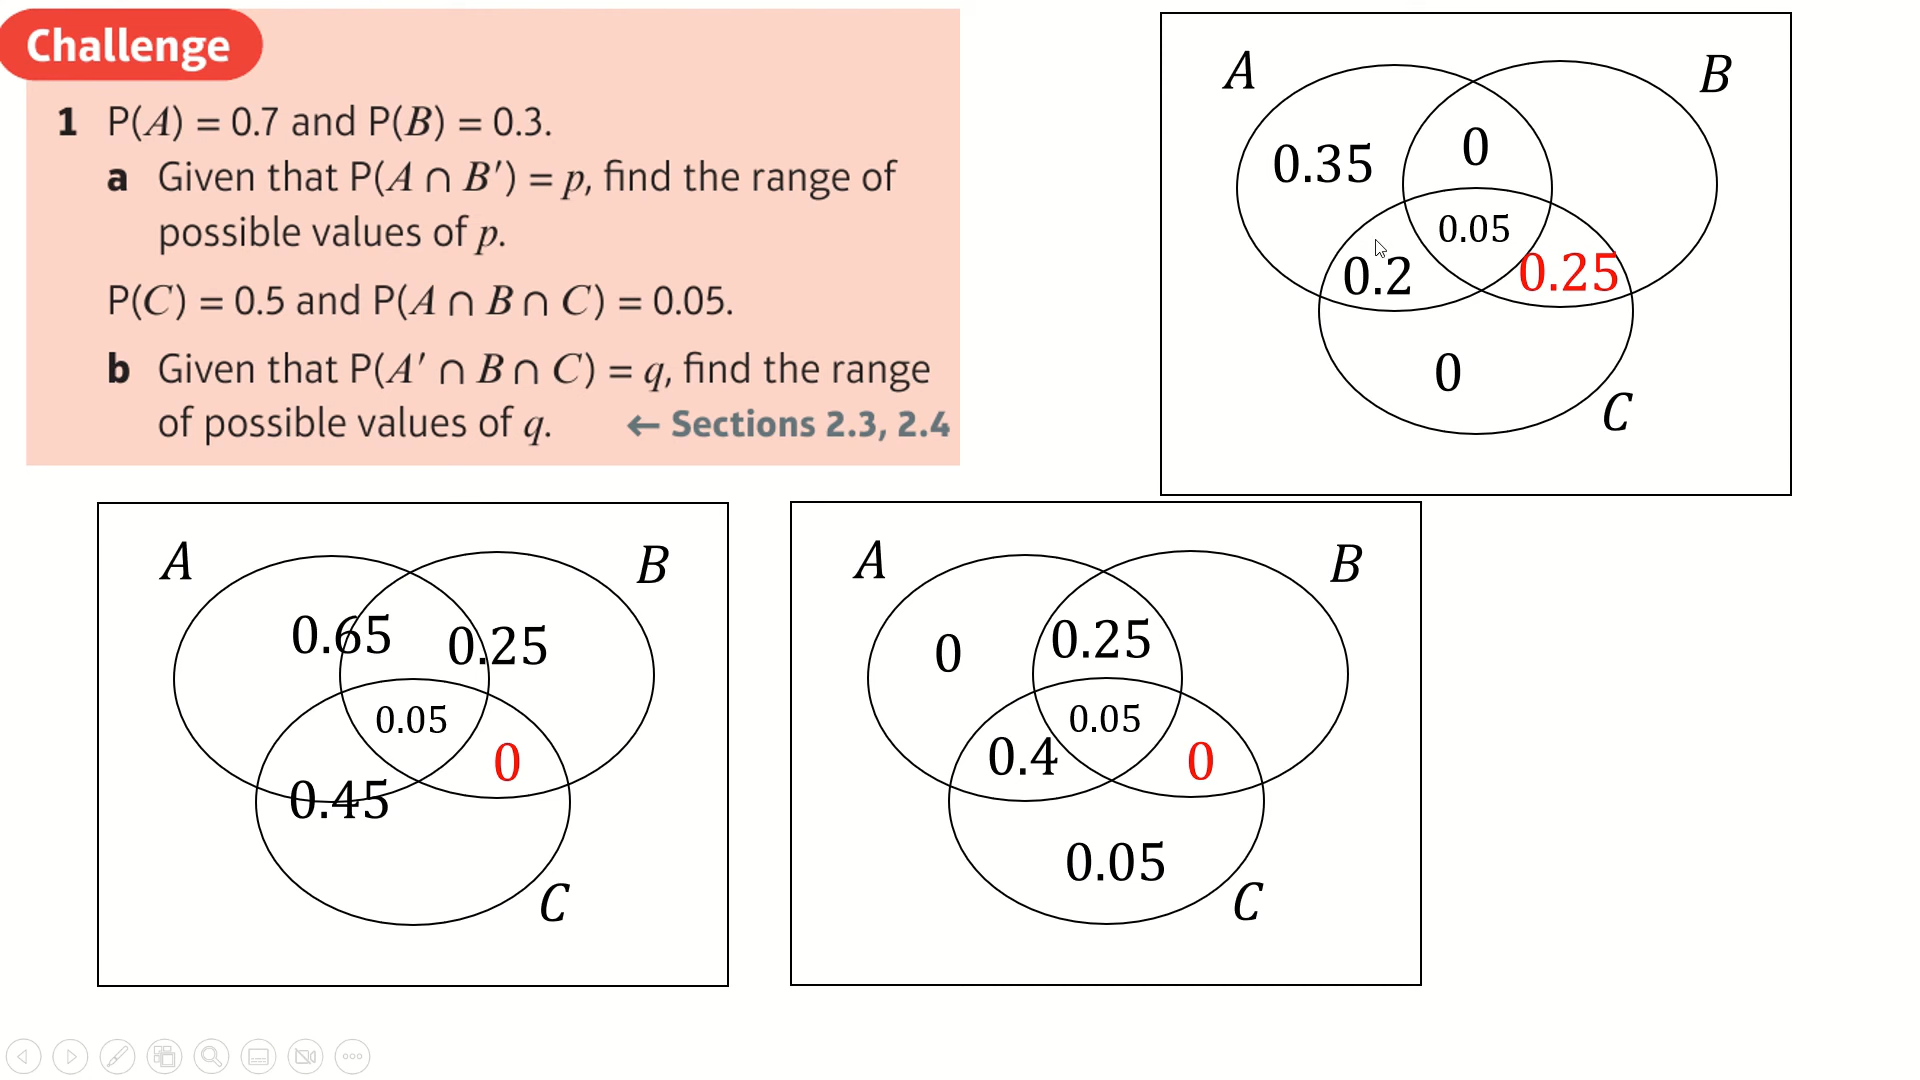 Challenge
1 P(A) = 0.7 and P(B) = 0.3.
a Given that P(A ∩ B′) = p, find the range of
possible values of p.
P(C) = 0.5 and P(A ∩ B ∩ C) = 0.05.
b Given that P(A′ ∩ B ∩ C) = q, find the range
of possible values of q. ← Sections 2.3, 2.4
A B
0.35 0
0.05
0.2 0.25
0
C
A B
0.65 0.25
0.05
0
0.45
C
A B
0 0.25
0.05
0.4 0
0.05
C